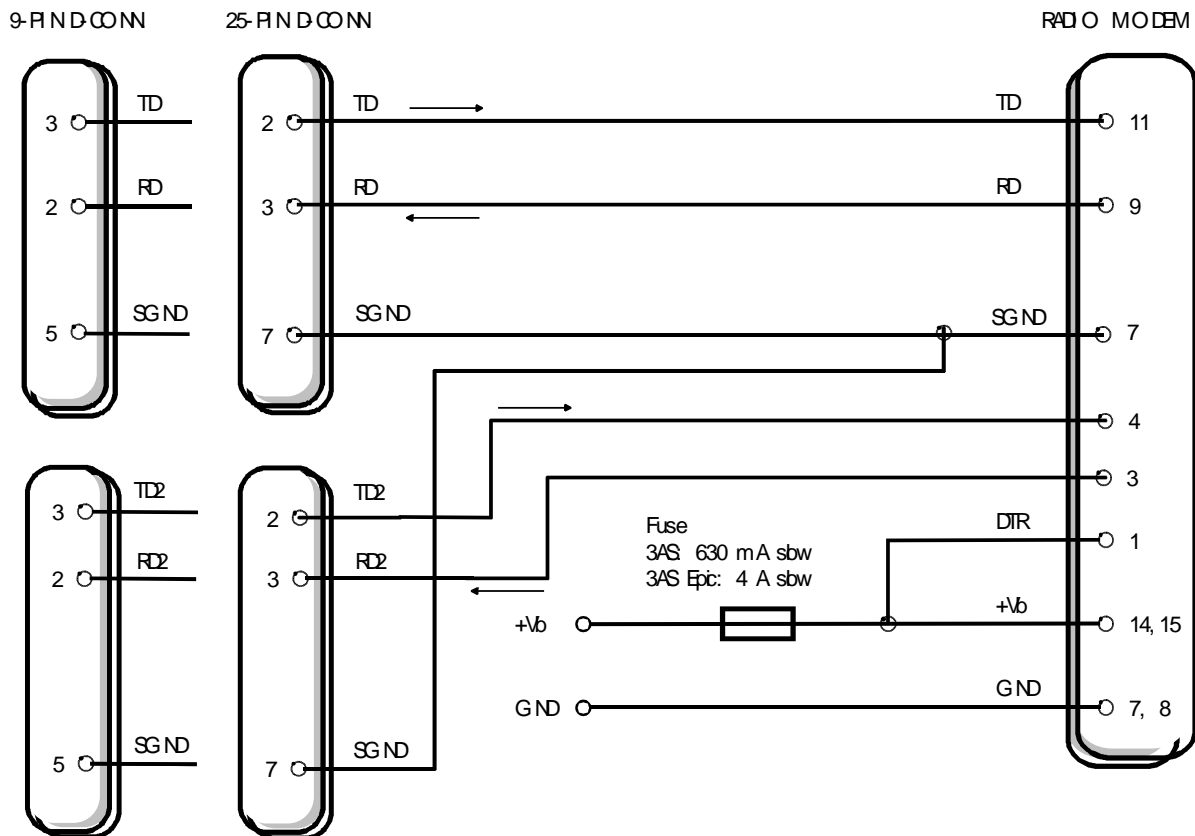 9-PIN D-CONN 25-PIN D-CONN RADIO MODEM
3 TD 2 TD TD 11
2 RD 3 RD RD 9
5 SGND 7 SGND SGND 7
4
3
3 TD2 2 TD2
2 RD2 3 RD2
Fuse
3AS: 630 mA sbw
3AS Epic: 4 A sbw
DTR 1
+Vb +Vb 14, 15
GND GND 7, 8
5 SGND 7 SGND